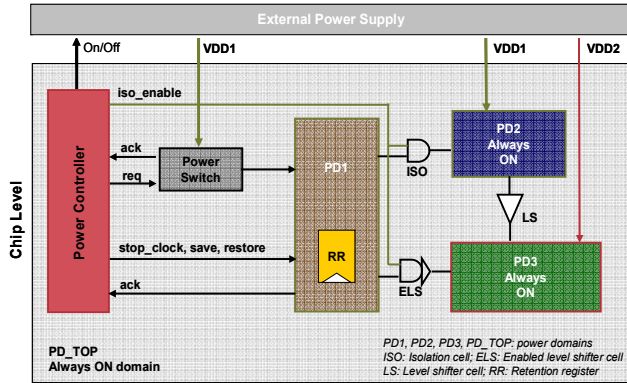 External Power Supply
On/Off
VDD1
VDD1
VDD2
iso_enable
ack
Power
Switch
req
PD1
ISO
PD2
Always
ON
LS
Chip Level
Power Controller
stop_clock, save, restore
RR
ack
ELS
PD3
Always
ON
PD_TOP
Always ON domain
PD1, PD2, PD3, PD_TOP: power domains
ISO: Isolation cell; ELS: Enabled level shifter cell
LS: Level shifter cell; RR: Retention register